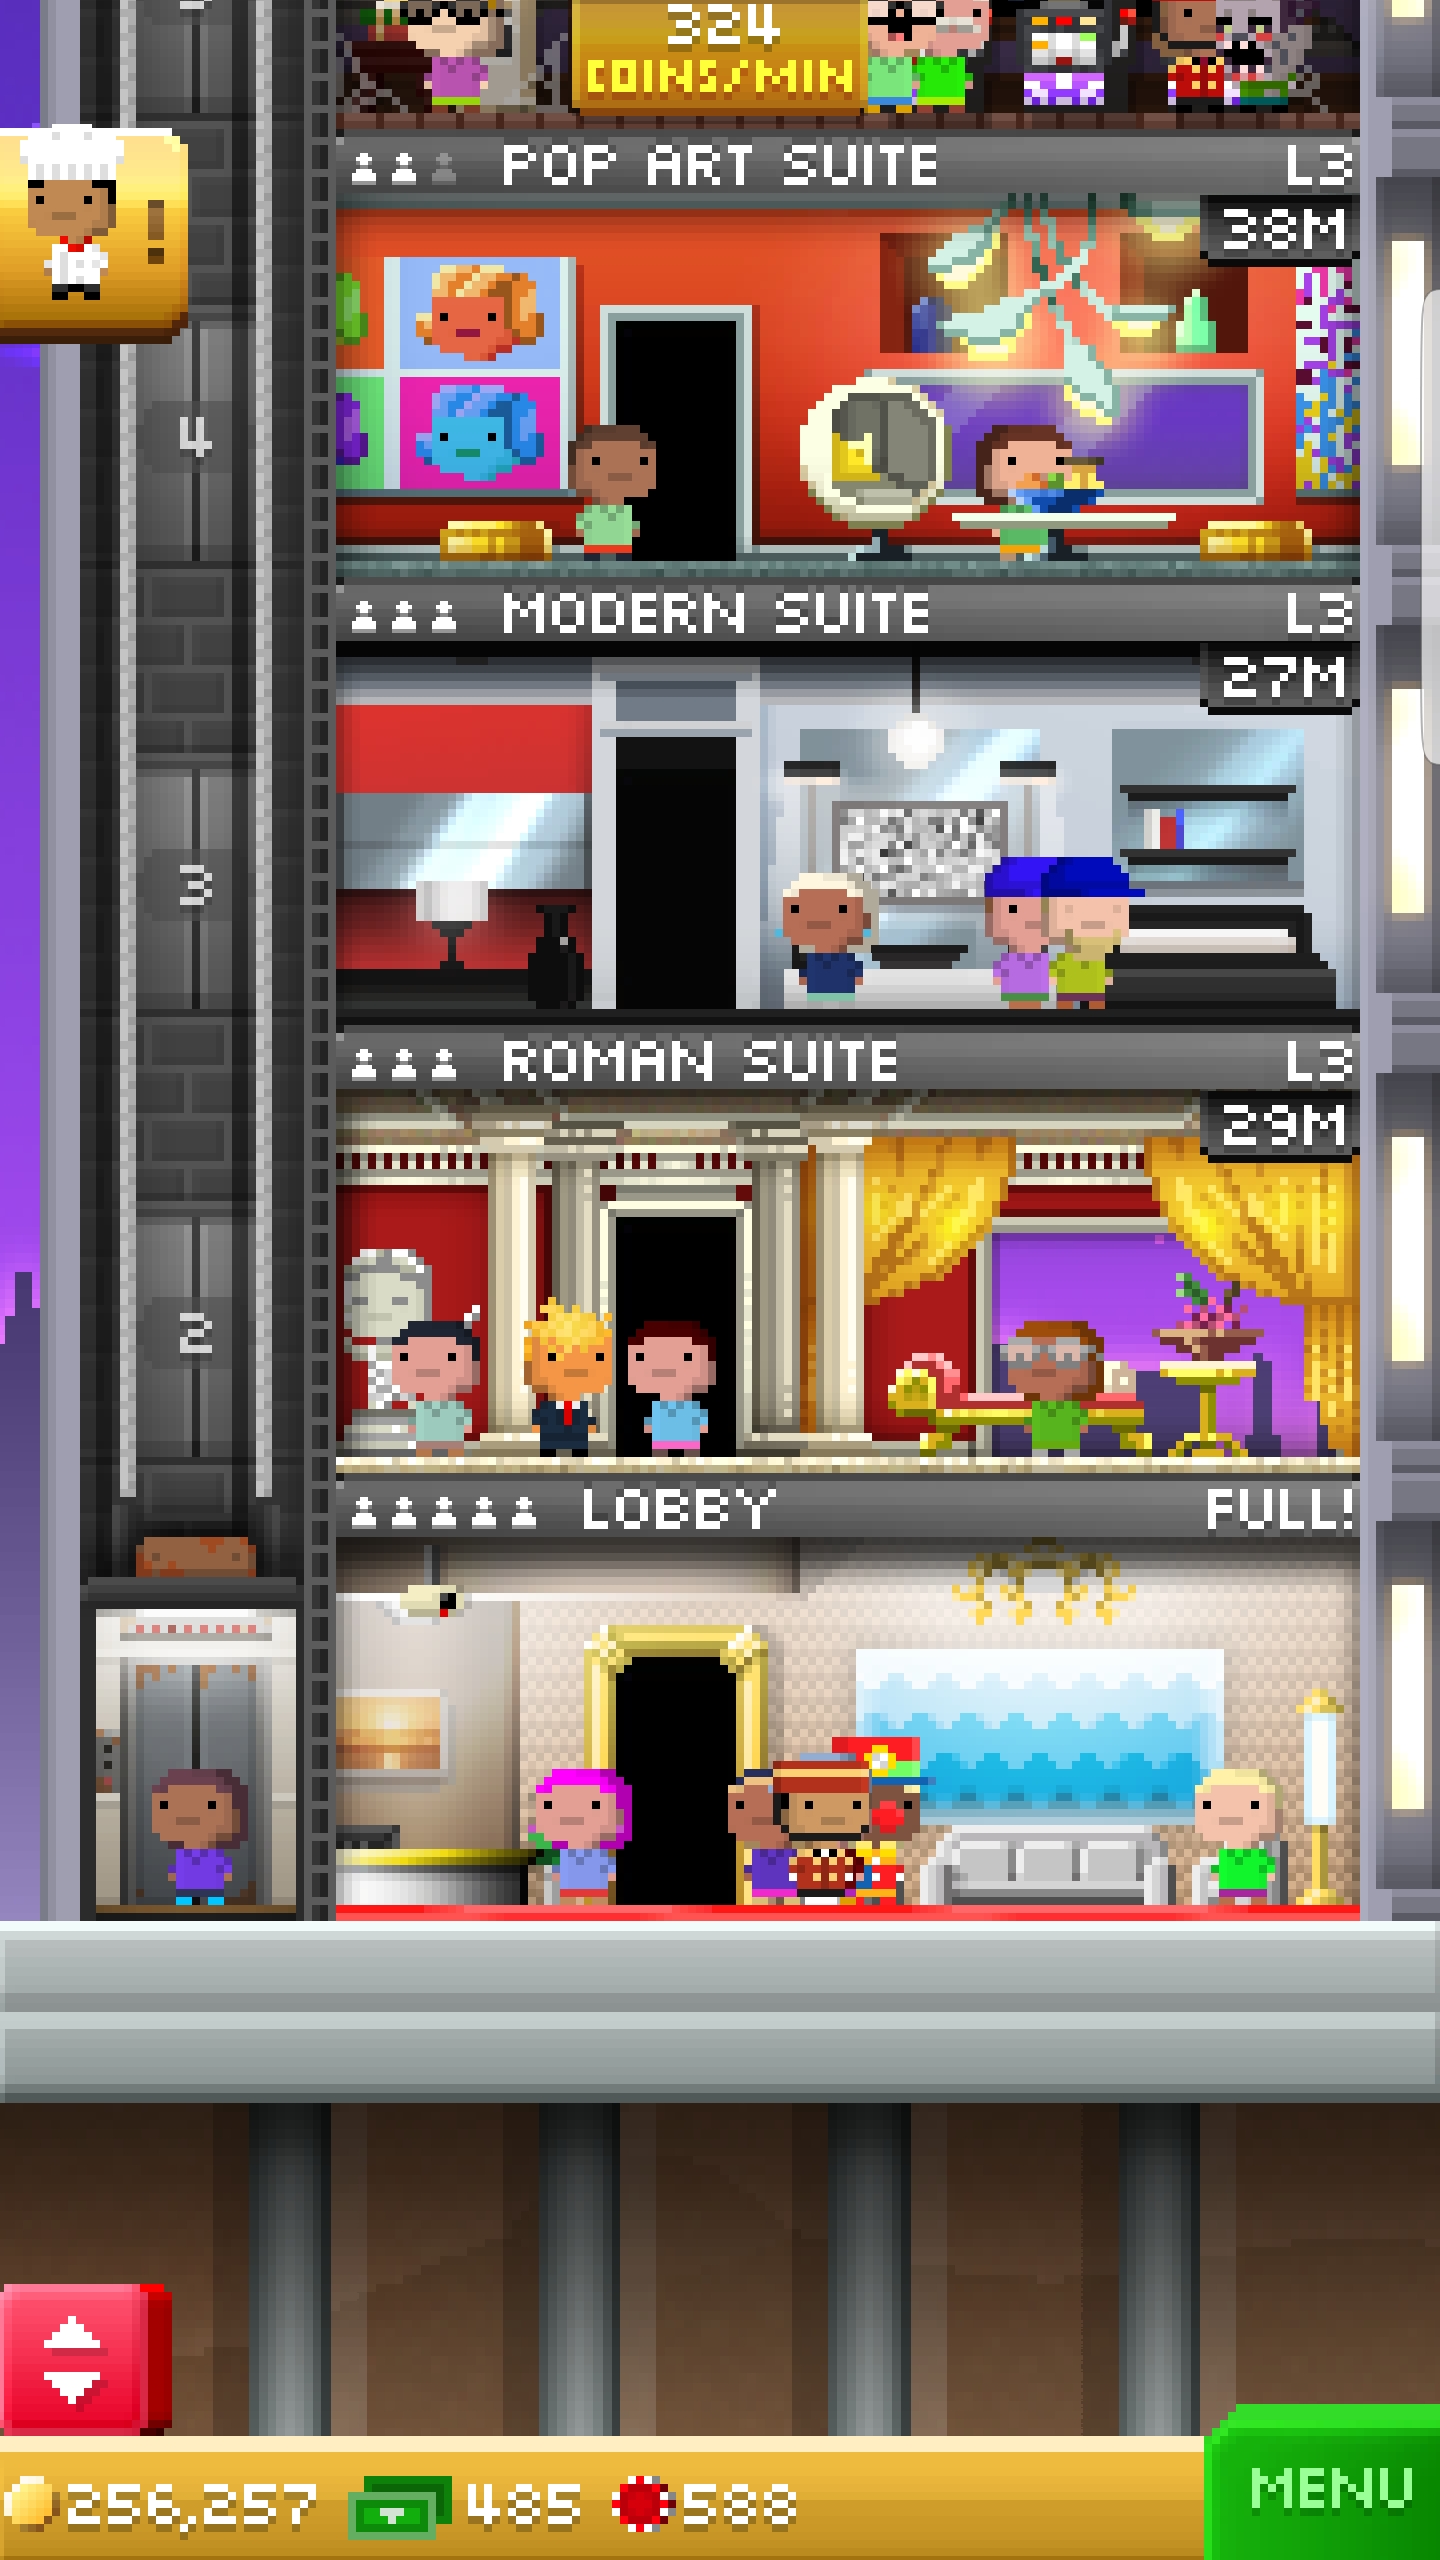 324
COINS/MIN
POP ART SUITE L3
38M
4
MODERN SUITE L3
27M
3
ROMAN SUITE L3
29M
2
LOBBY FULL!
!
256,257 485 588
MENU